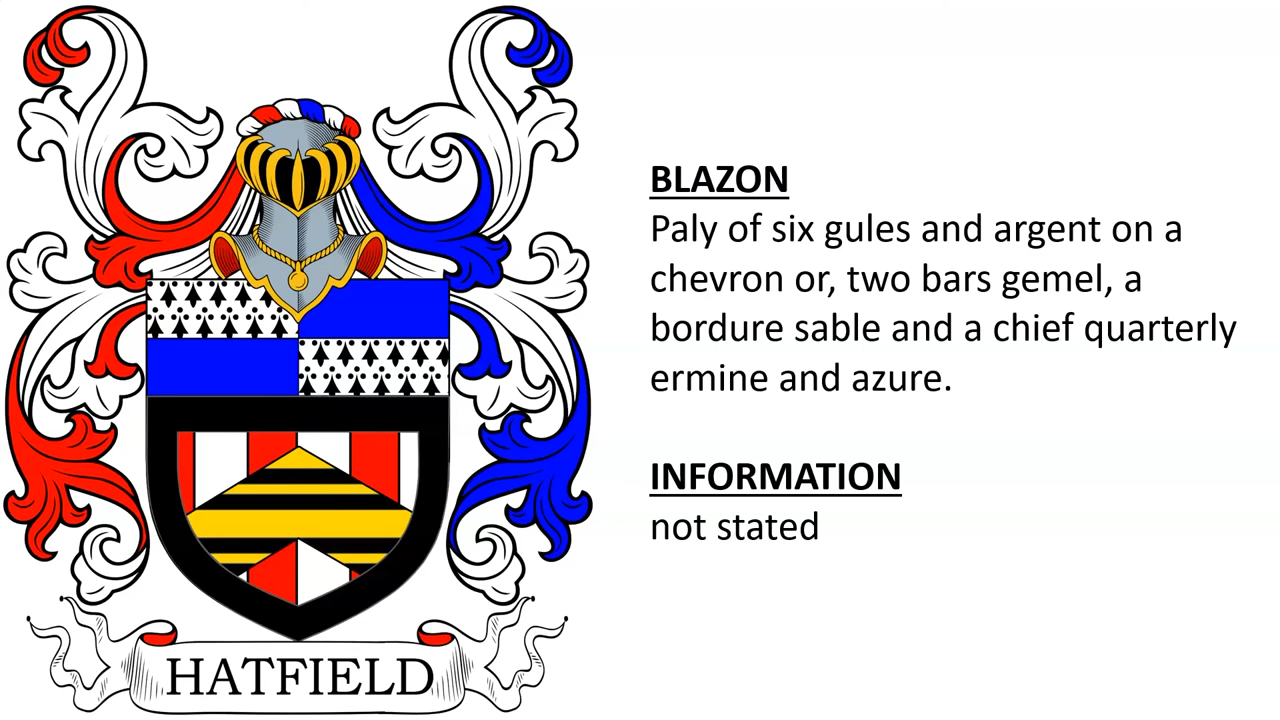 BLAZON
Paly of six gules and argent on a
chevron or, two bars gemel, a
bordure sable and a chief quarterly
ermine and azure.
INFORMATION
not stated
HATFIELD